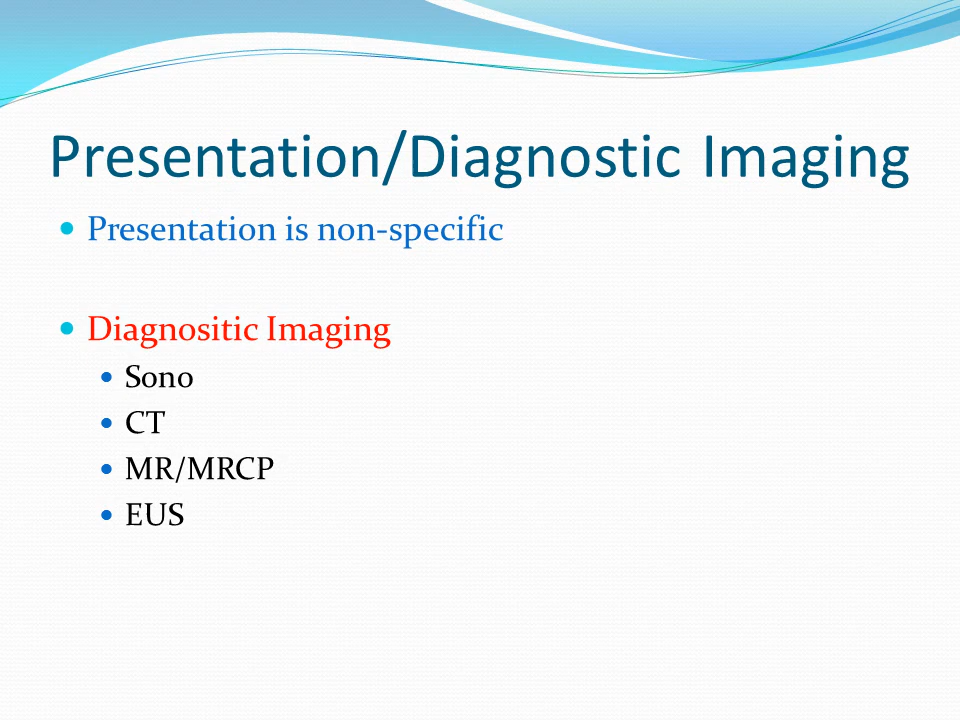 Presentation/Diagnostic Imaging
Presentation is non-specific
Diagnositic Imaging
Sono
CT
MR/MRCP
EUS